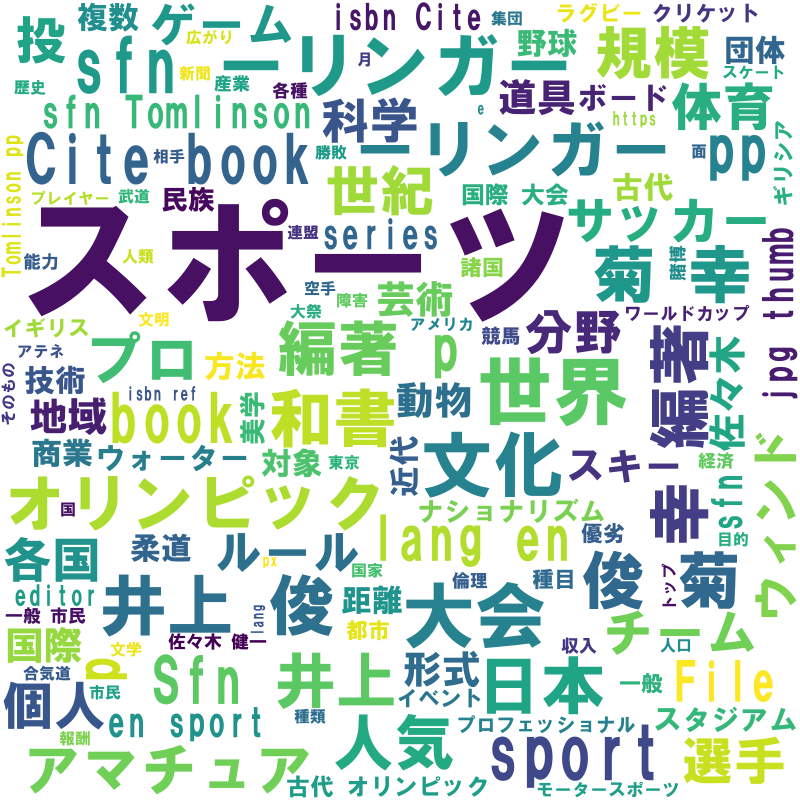 isbn Cite
集団
ラグビー
クリケット
複数
ゲーム
投
広がり
sfn
ーリンガー
野球
規模
団体
新聞
月
スケート
歴史
産業
各種
道具
ボード
体育
sfn Tomlinson
科学
e
https
Cite book
相手
勝敗
ーリンガー
面
pp
ギリシア
Tomlinson pp
プレイヤー
武道
民族
世紀
国際 大会
古代
サッカー
スポーツ
連盟
series
能力
人類
諸国
菊
賭博
幸
jpg thumb
空手
障害
芸術
大祭
ワールドカップ
イギリス
文明
アメリカ
競馬
分野
編著
p
編著
佐々木
アテネ
プロ
方法
そのもの
技術
isbn ref
世界
地域
book
美学
和書
動物
商業
ウォーター
対象
東京
近代
文化
スキー
経済
sfn
ウィンド
オリンピック
国
ナショナリズム
幸
lang en
優劣
目的
各国
柔道
ルール
px
国家
倫理
種目
俊
トップ
菊
editor
井上
俊
距離
大会
一般 市民
lang
国際
佐々木 健一
都市
収入
人口
チーム
p
文学
合気道
市民
Sfn
井上
形式
日本
一般
File
個人
en sport
種類
イベント
人気
プロフェッショナル
スタジアム
報酬
アマチュア
sport
選手
古代 オリンピック
モータースポーツ